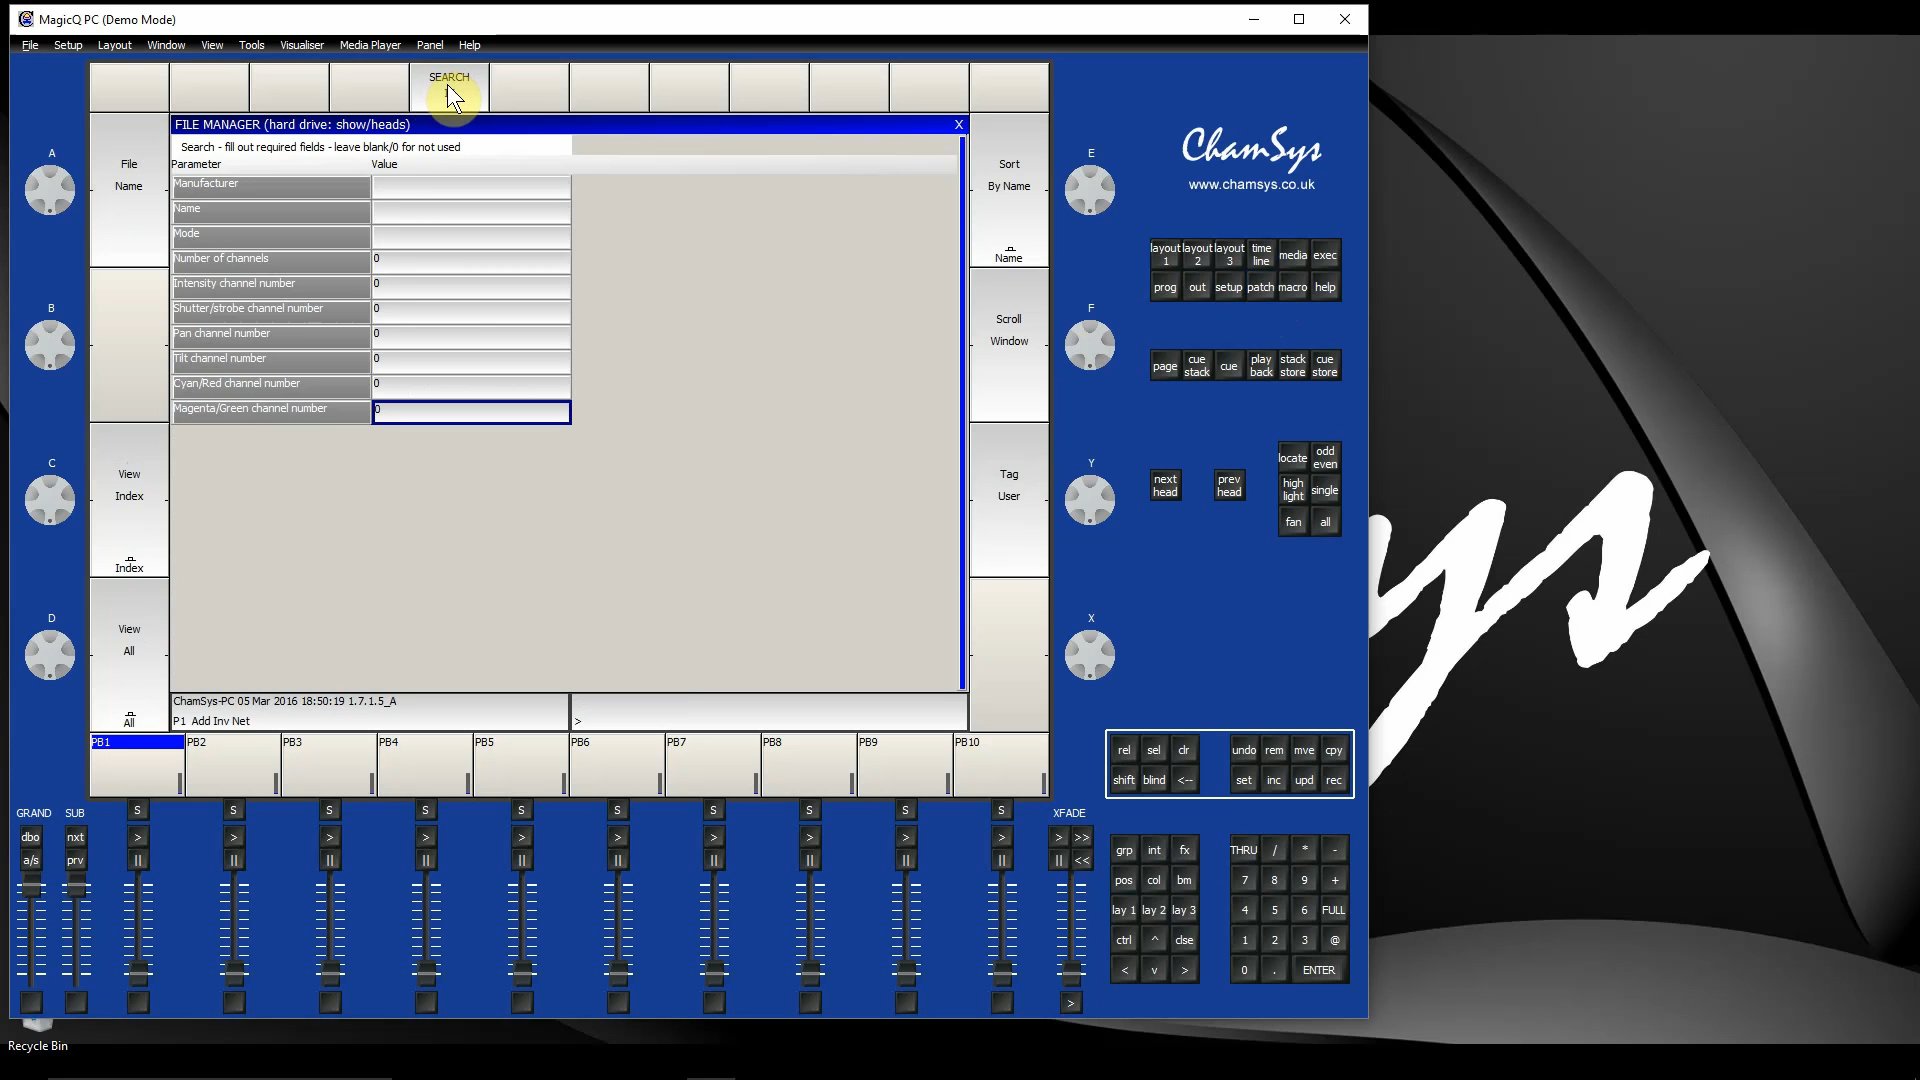 MagicQ PC (Demo Mode)
File Setup Layout Window View Tools Visualiser Media Player Panel Help
SEARCH
FILE MANAGER (hard drive: show/heads) X
Search - fill out required fields - leave blank/0 for not used
Parameter Value
Manufacturer
Name
Mode
Number of channels 0
Intensity channel number 0
Shutter/strobe channel number 0
Pan channel number 0
Tilt channel number 0
Cyan/Red channel number 0
Magenta/Green channel number 0
A
B
C
D
File
Name
View
Index
Index
View
All
All
Sort
By Name
Name
Scroll
Window
Tag
User
E
F
Y
X
ChamSys
www.chamsys.co.uk
layout 1 layout 2 layout 3 time line media exec
prog out setup patch macro help
page cue stack cue play back stack store cue store
next head prev head
locate odd even
high light single
fan all
ChamSys-PC 05 Mar 2016 18:50:19 1.7.1.5_A
P1 Add Inv Net
>
PB1 PB2 PB3 PB4 PB5 PB6 PB7 PB8 PB9 PB10
rel sel clr undo rem mve cpy
shift blind <-- set inc upd rec
GRAND SUB S S S S S S S S S S XFADE
dbo nxt > > > > > > > > > > > >>
a/s prv || || || || || || || || || || || <<
grp int fx THRU / * -
pos col bm 7 8 9 +
lay 1 lay 2 lay 3 4 5 6 FULL
ctrl ^ clse 1 2 3 @
< v > 0 . ENTER
>
ys
Recycle Bin